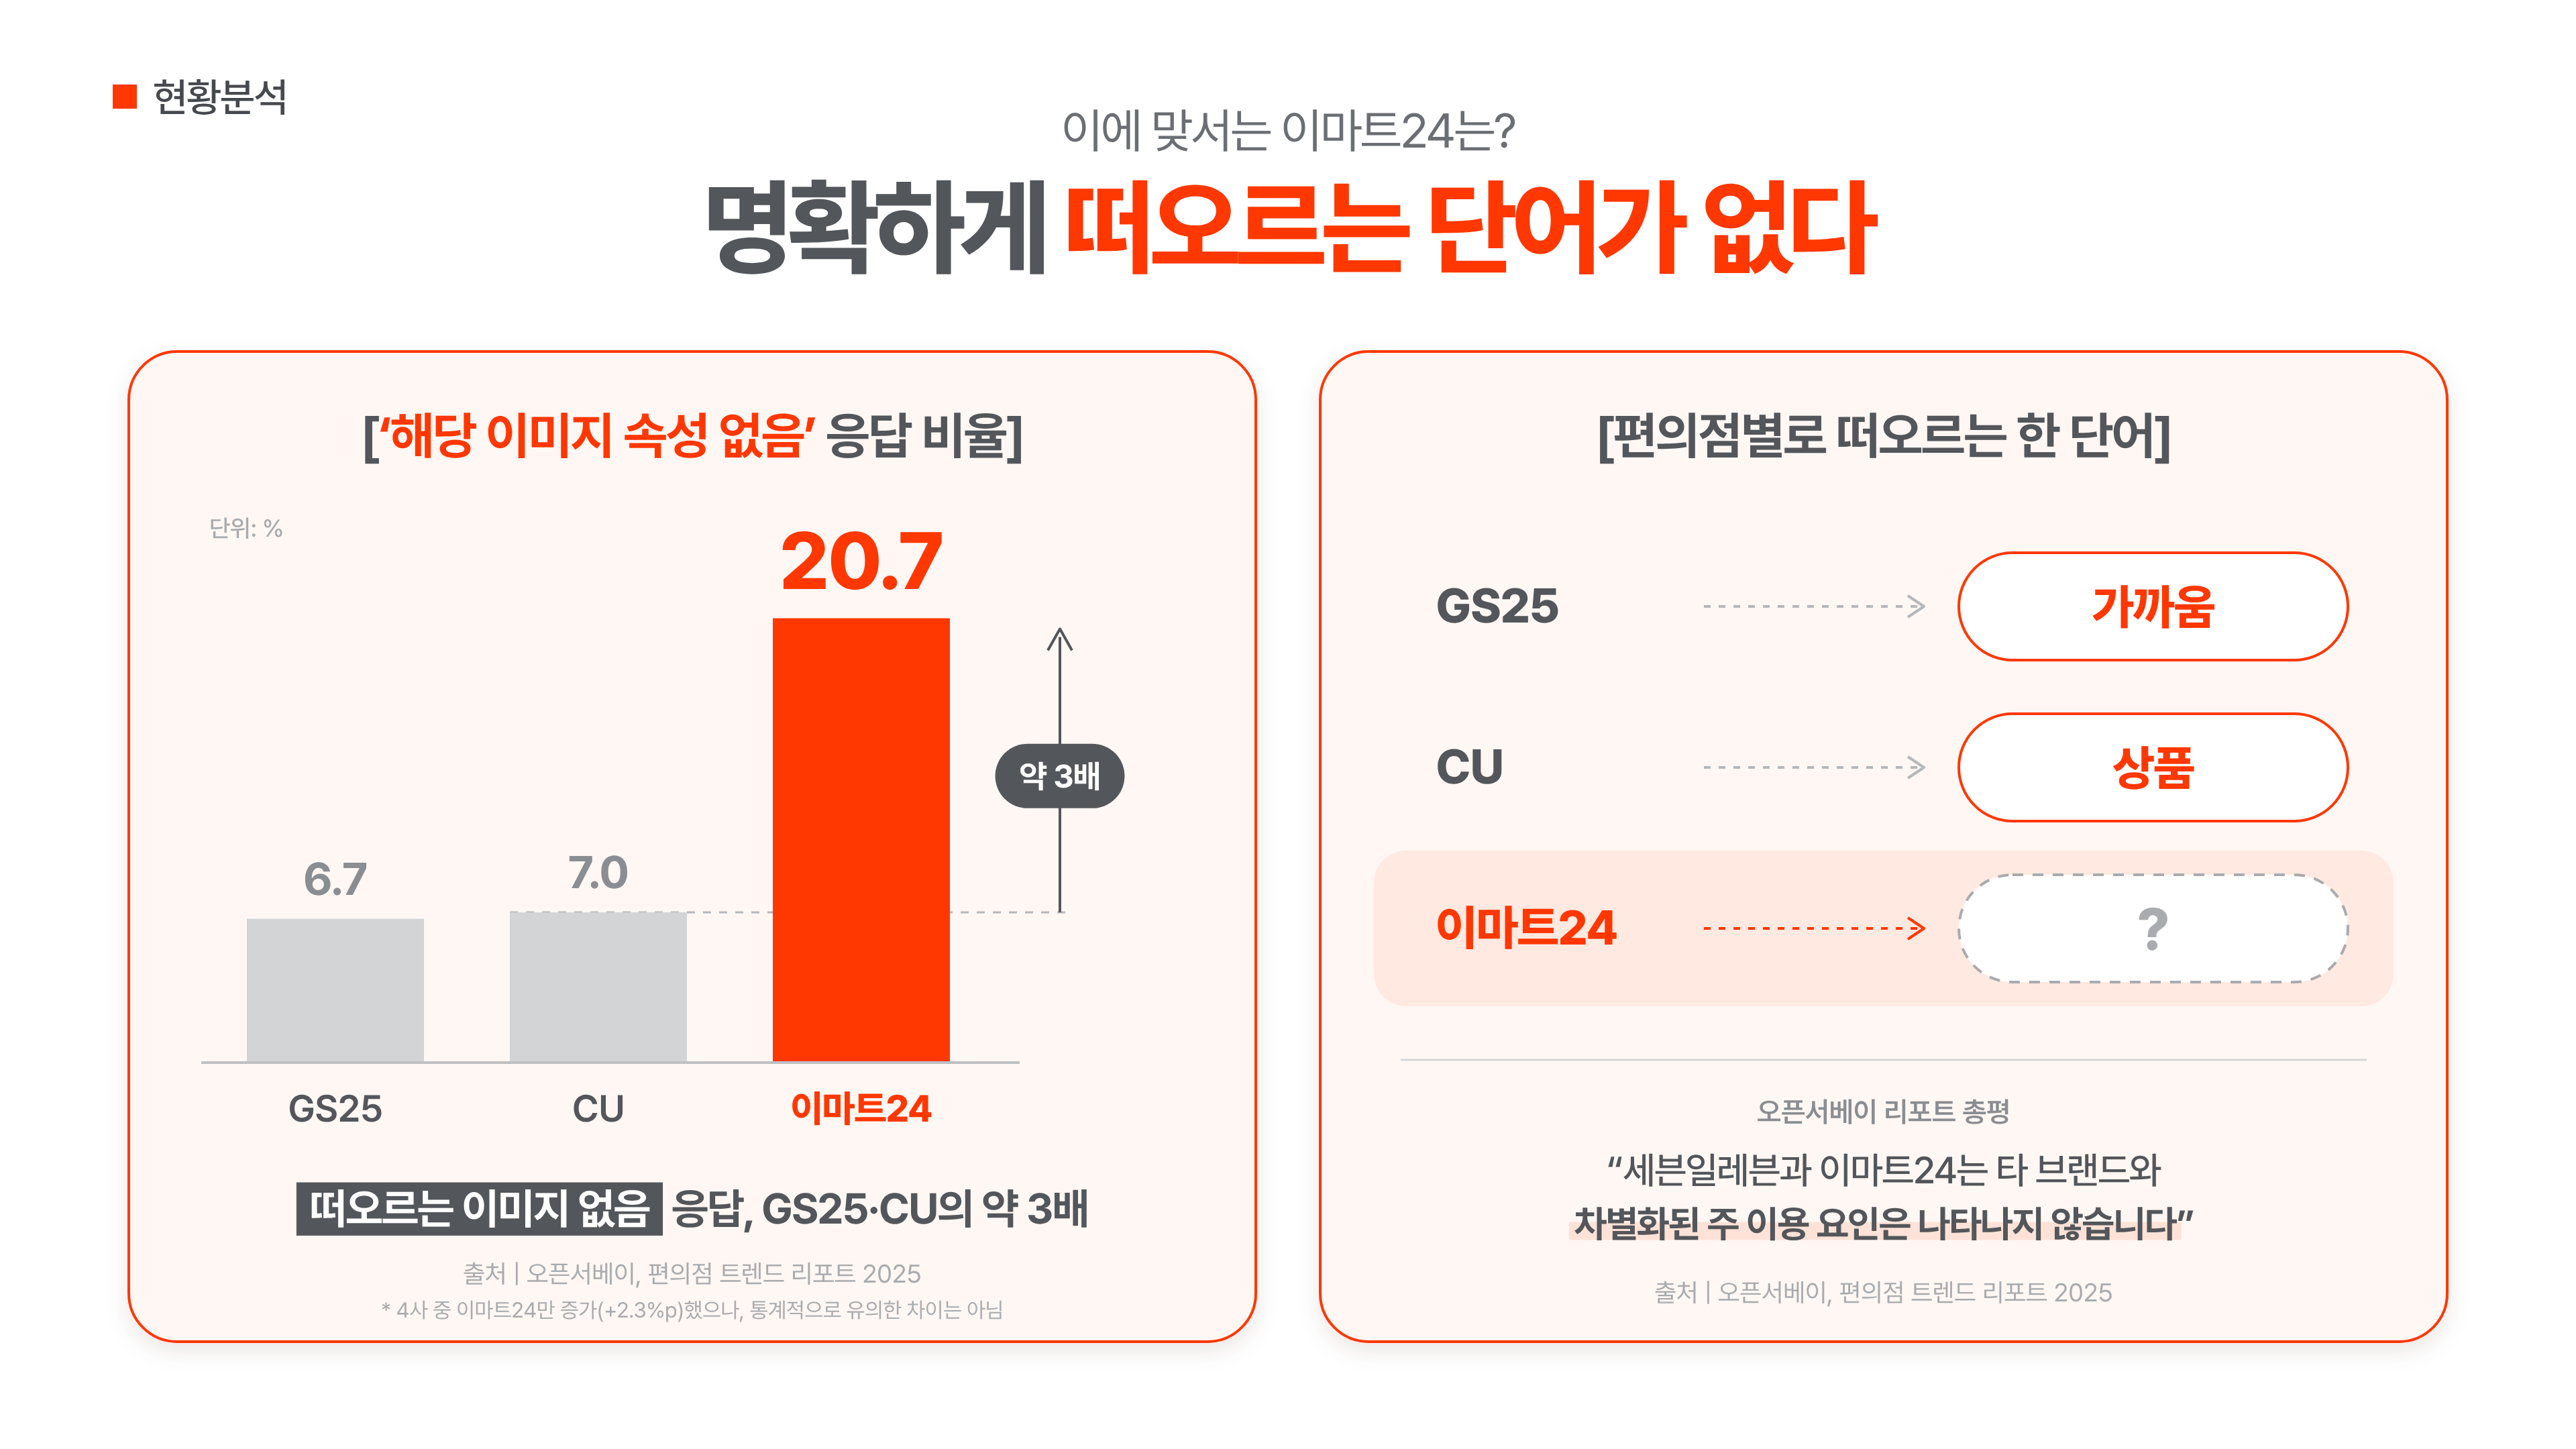 현황분석
이에 맞서는 이마트24는?
명확하게 떠오르는 단어가 없다
[‘해당 이미지 속성 없음’ 응답 비율]
단위: %
20.7
약 3배
6.7
7.0
GS25
CU
이마트24
떠오르는 이미지 없음 응답, GS25·CU의 약 3배
출처 | 오픈서베이, 편의점 트렌드 리포트 2025
* 4사 중 이마트24만 증가(+2.3%p)했으나, 통계적으로 유의한 차이는 아님
[편의점별로 떠오르는 한 단어]
GS25
가까움
CU
상품
이마트24
?
오픈서베이 리포트 총평
“세븐일레븐과 이마트24는 타 브랜드와
차별화된 주 이용 요인은 나타나지 않습니다”
출처 | 오픈서베이, 편의점 트렌드 리포트 2025